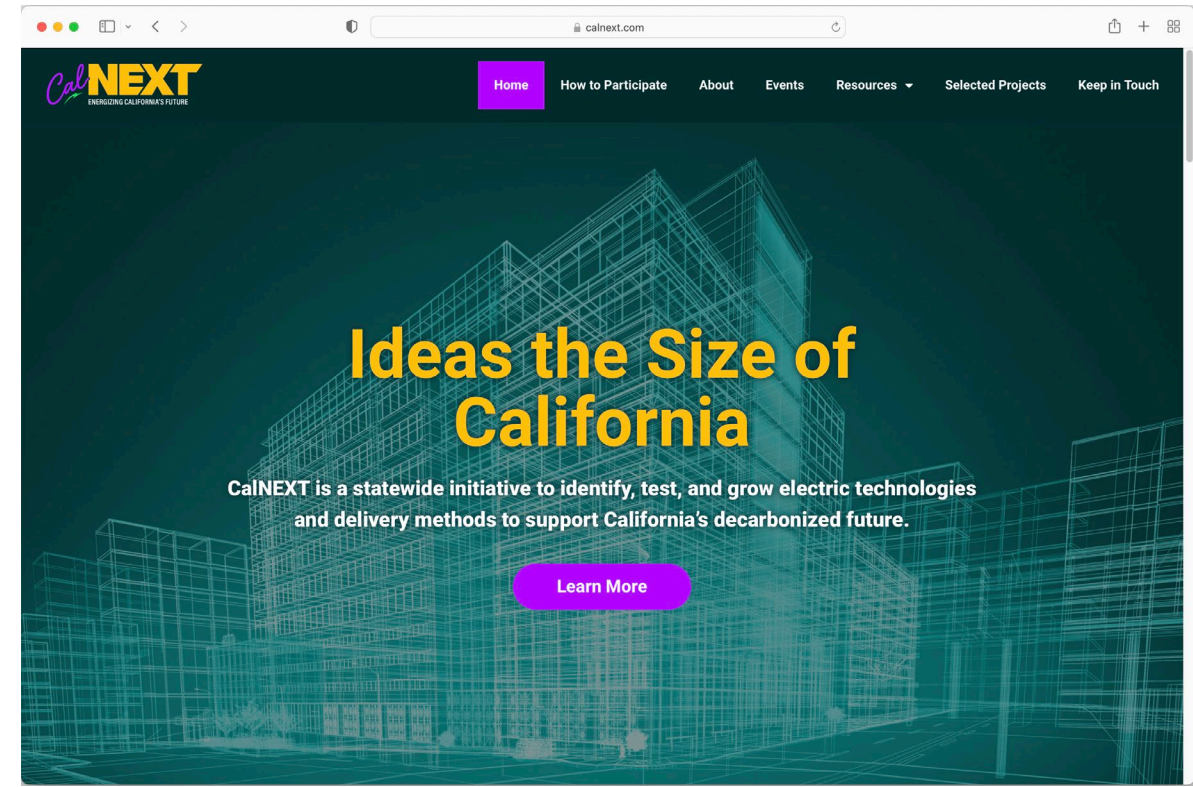 calnext.com
CalNEXT
ENERGIZING CALIFORNIA'S FUTURE
Home How to Participate About Events Resources Selected Projects Keep in Touch
Ideas the Size of
California
CalNEXT is a statewide initiative to identify, test, and grow electric technologies
and delivery methods to support California's decarbonized future.
Learn More